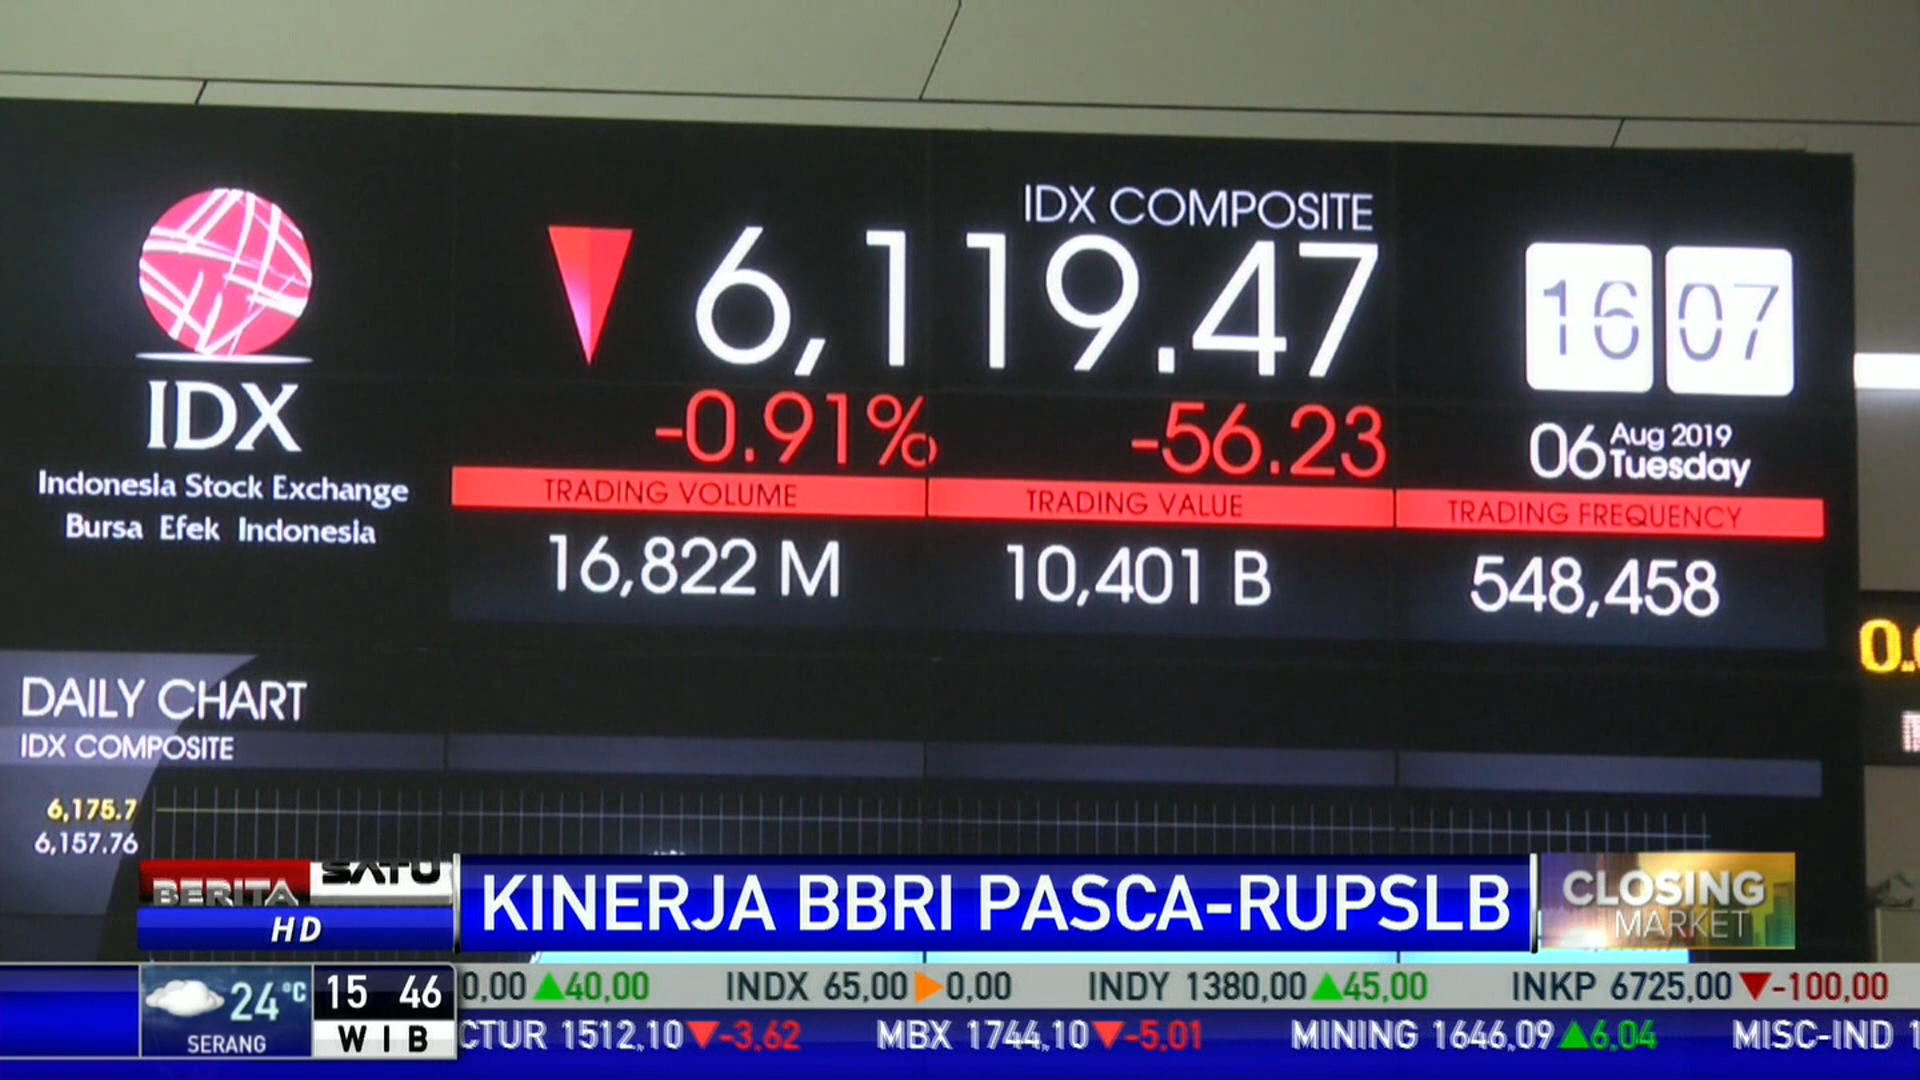 IDX COMPOSITE
6,119.47
-0.91% -56.23
16 07
06 Aug 2019
Tuesday
IDX
Indonesia Stock Exchange
Bursa Efek Indonesia
TRADING VOLUME TRADING VALUE TRADING FREQUENCY
16,822 M 10,401 B 548,458
DAILY CHART
IDX COMPOSITE
6,175.7
6,157.76
BERITA SATU
HD
KINERJA BBRI PASCA-RUPSLB
CLOSING
MARKET
24°C
SERANG
15 46
WIB
0,00 ▲40,00 INDX 65,00 ▶0,00 INDY 1380,00 ▲45,00 INKP 6725,00 ▼-100,00
CTUR 1512,10 ▼-3,62 MBX 1744,10 ▼-5,01 MINING 1646,09 ▲6,04 MISC-IND 1